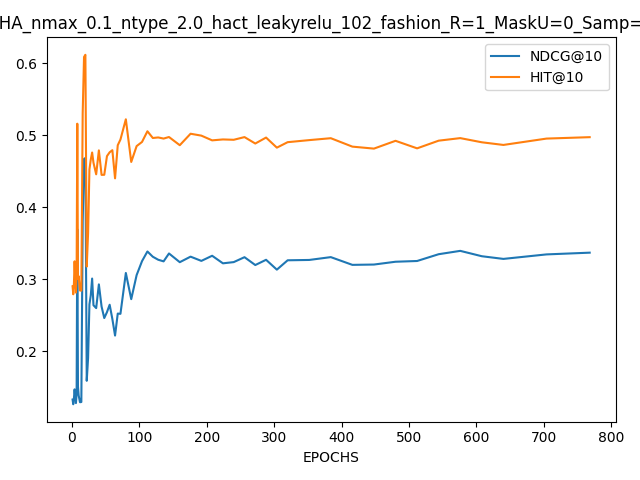 HA_nmax_0.1_ntype_2.0_hact_leakyrelu_102_fashion_R=1_MaskU=0_Samp=
NDCG@10
HIT@10
0.6
0.5
0.4
0.3
0.2
0 100 200 300 400 500 600 700 800
EPOCHS